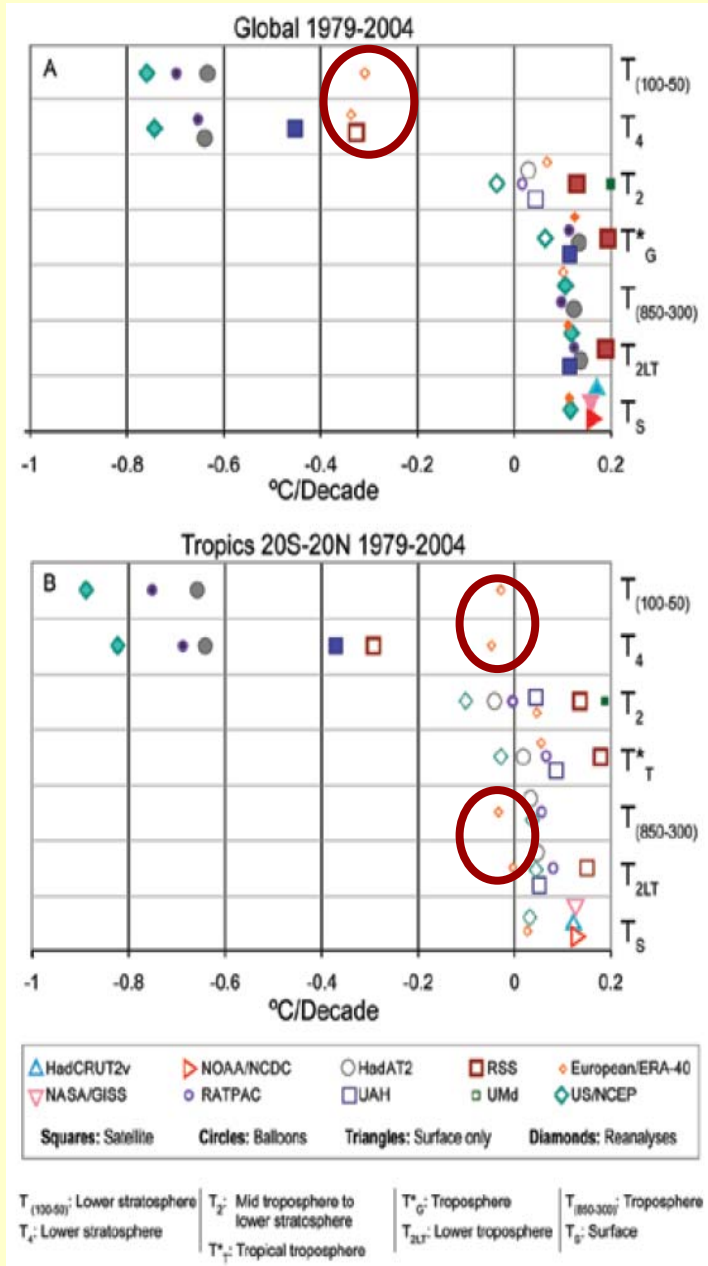 Global 1979-2004
A
T(100-50)
T4
T2
T*G
T(850-300)
T2LT
TS
-1 -0.8 -0.6 -0.4 -0.2 0 0.2
ºC/Decade
Tropics 20S-20N 1979-2004
B
T(100-50)
T4
T2
T*T
T(850-300)
T2LT
TS
-1 -0.8 -0.6 -0.4 -0.2 0 0.2
ºC/Decade
HadCRUT2v NOAA/NCDC HadAT2 RSS European/ERA-40
NASA/GISS RATPAC UAH UMd US/NCEP
Squares: Satellite Circles: Balloons Triangles: Surface only Diamonds: Reanalyses
T(100-50): Lower stratosphere
T4: Lower stratosphere
T2: Mid troposphere to
lower stratosphere
T*T: Tropical troposphere
T*G: Troposphere
T2LT: Lower troposphere
T(850-300): Troposphere
TS: Surface